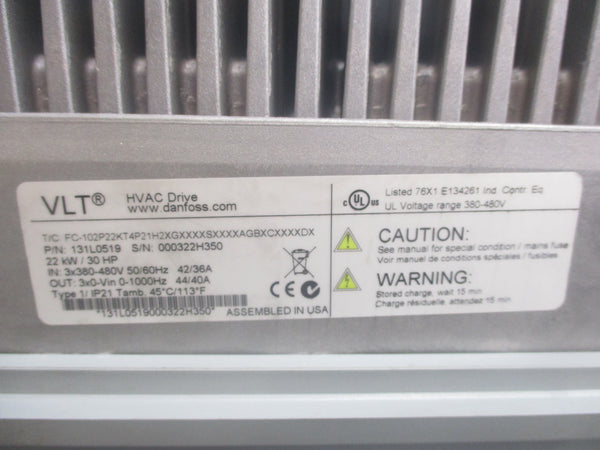 VLT®
HVAC Drive
www.danfoss.com
T/C: FC-102P22KT4P21H2XGXXXXSXXXXAGBXCXXXXDX
P/N: 131L0519 S/N: 000322H350
22 kW / 30 HP
IN: 3x380-480V 50/60Hz 42/36A
OUT: 3x0-Vin 0-1000Hz 44/40A
Type 1/ IP21 Tamb. 45°C/113°F
*131L0519000322H350*
ASSEMBLED IN USA
c UL us
Listed 76X1 E134261 Ind. Contr. Eq.
UL Voltage range 380-480V
CAUTION:
See manual for special condition / mains fuse
Voir manuel de conditions spéciales / fusibles
WARNING:
Stored charge, wait 15 min.
Charge résiduelle, attendez 15 min.